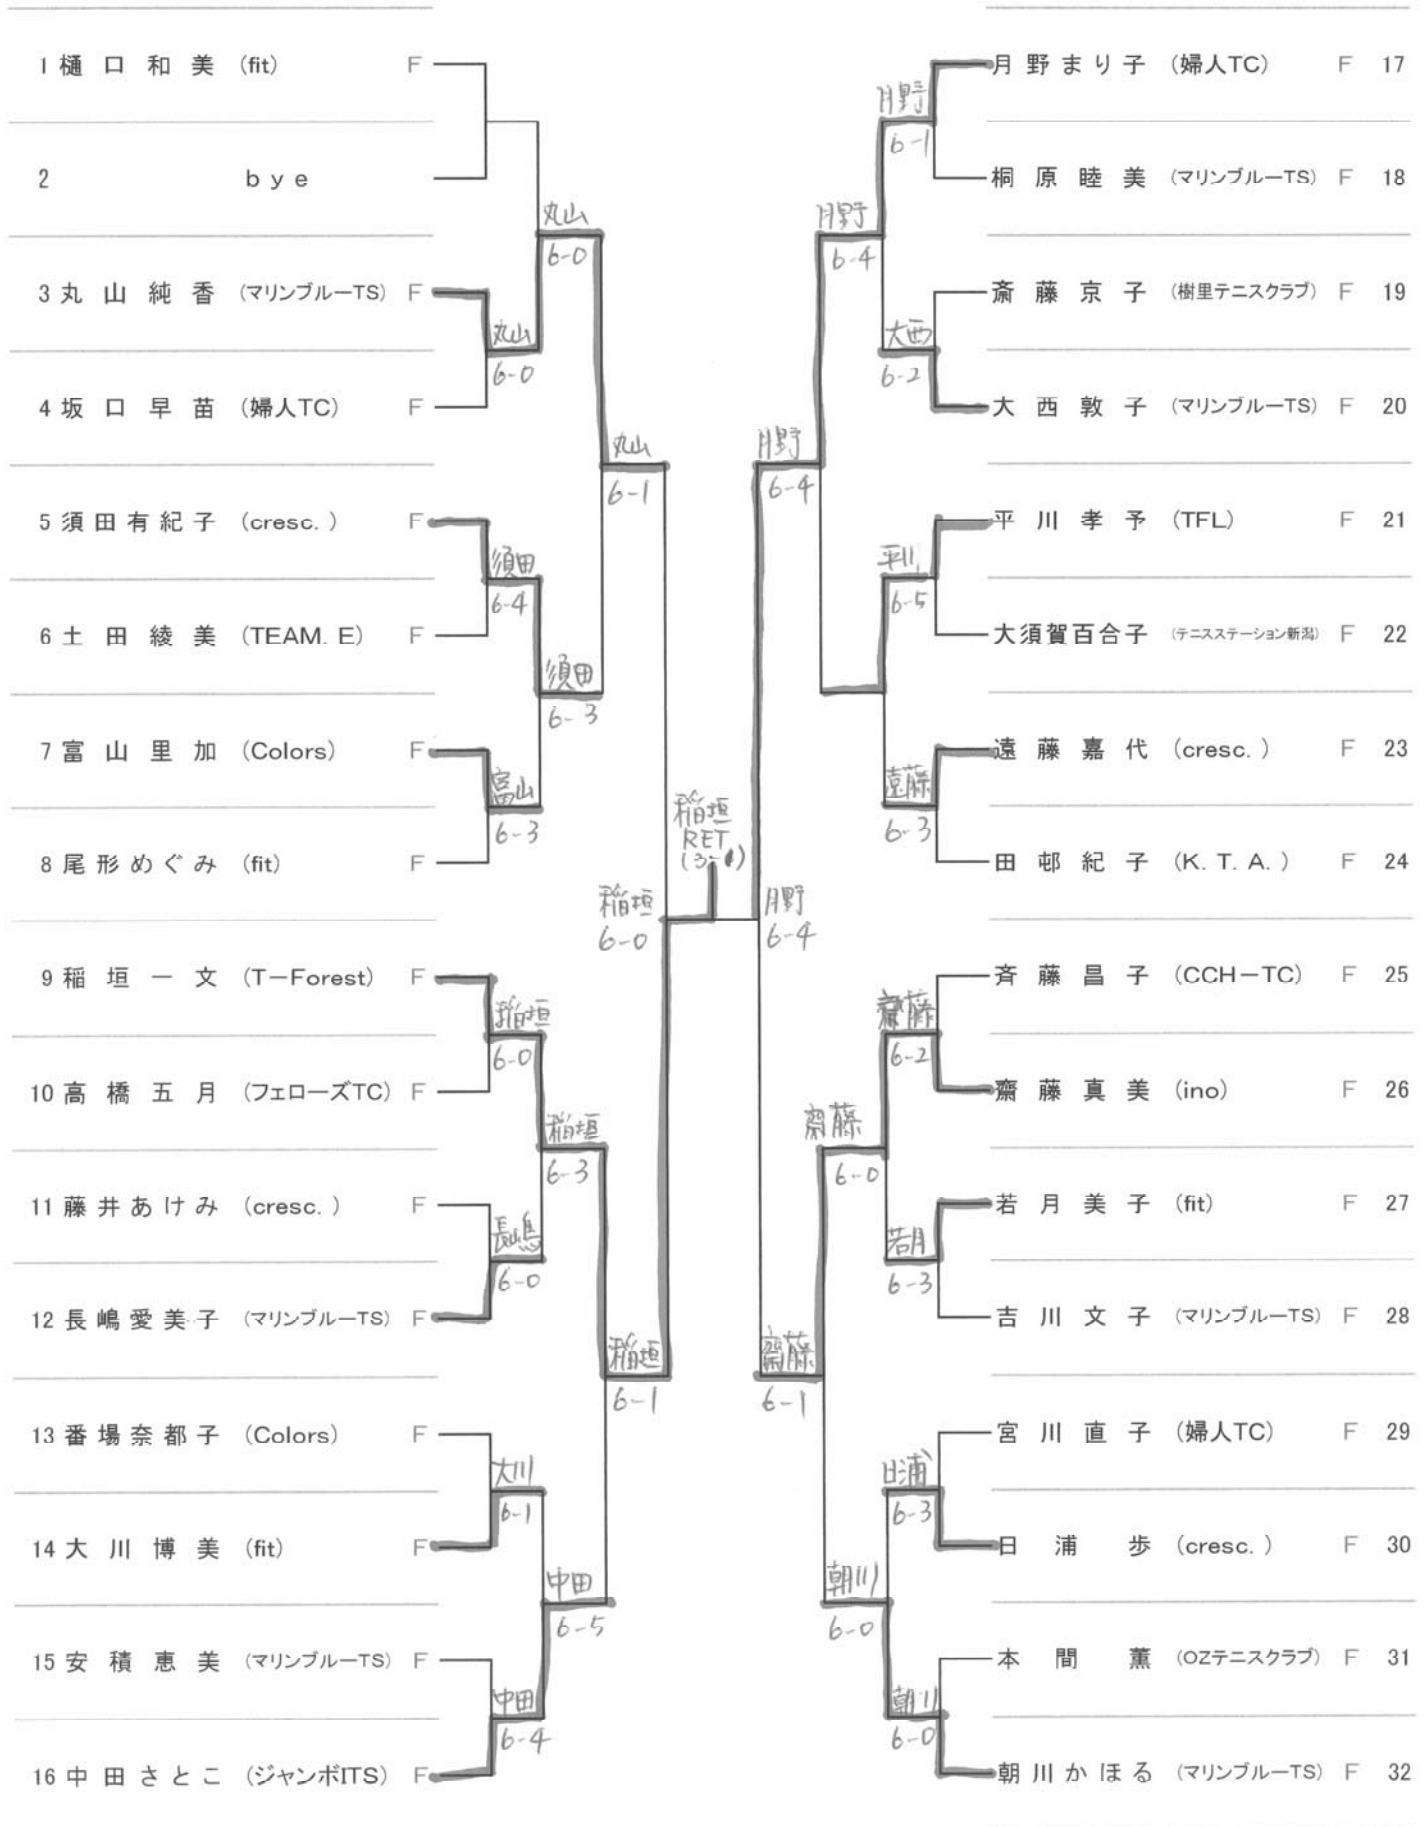 1 樋口和美 (fit) F
2 bye
3 丸山純香 (マリンブルーTS) F
4 坂口早苗 (婦人TC) F
5 須田有紀子 (cresc.) F
6 土田綾美 (TEAM. E) F
7 富山里加 (Colors) F
8 尾形めぐみ (fit) F
9 稲垣一文 (T-Forest) F
10 高橋五月 (フェローズTC) F
11 藤井あけみ (cresc.) F
12 長嶋愛美子 (マリンブルーTS) F
13 番場奈都子 (Colors) F
14 大川博美 (fit) F
15 安積恵美 (マリンブルーTS) F
16 中田さとこ (ジャンボITS) F
丸山
6-0
須田
6-4
富山
6-3
稲垣
6-0
長嶋
6-0
大川
6-1
中田
6-4
丸山
6-0
須田
6-3
稲垣
6-3
中田
6-5
丸山
6-1
稲垣
6-1
稲垣
6-0
稲垣
RET
(3-1)
月野
6-4
月野
6-4
齋藤
6-1
月野
6-4
齋藤
6-0
朝川
6-0
月野
6-1
大西
6-2
平川
6-5
遠藤
6-3
齋藤
6-2
若月
6-3
日浦
6-3
朝川
6-0
月野まり子 (婦人TC) F 17
桐原睦美 (マリンブルーTS) F 18
斎藤京子 (樹里テニスクラブ) F 19
大西敦子 (マリンブルーTS) F 20
平川孝予 (TFL) F 21
大須賀百合子 (テニスステーション新潟) F 22
遠藤嘉代 (cresc.) F 23
田邨紀子 (K. T. A.) F 24
斉藤昌子 (CCH-TC) F 25
齋藤真美 (ino) F 26
若月美子 (fit) F 27
吉川文子 (マリンブルーTS) F 28
宮川直子 (婦人TC) F 29
日浦歩 (cresc.) F 30
本間薫 (OZテニスクラブ) F 31
朝川かほる (マリンブルーTS) F 32